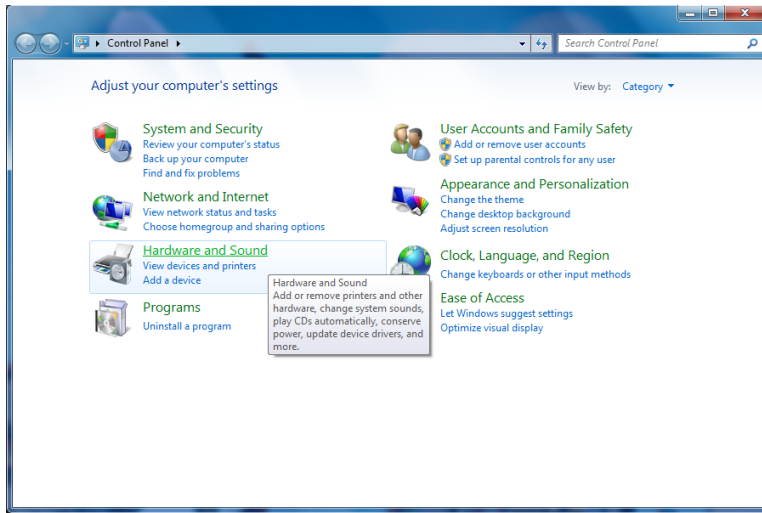 Control Panel
Search Control Panel
Adjust your computer's settings
View by: Category
System and Security
Review your computer's status
Back up your computer
Find and fix problems
Network and Internet
View network status and tasks
Choose homegroup and sharing options
Hardware and Sound
View devices and printers
Add a device
Hardware and Sound
Add or remove printers and other
hardware, change system sounds,
play CDs automatically, conserve
power, update device drivers, and
more.
Programs
Uninstall a program
User Accounts and Family Safety
Add or remove user accounts
Set up parental controls for any user
Appearance and Personalization
Change the theme
Change desktop background
Adjust screen resolution
Clock, Language, and Region
Change keyboards or other input methods
Ease of Access
Let Windows suggest settings
Optimize visual display